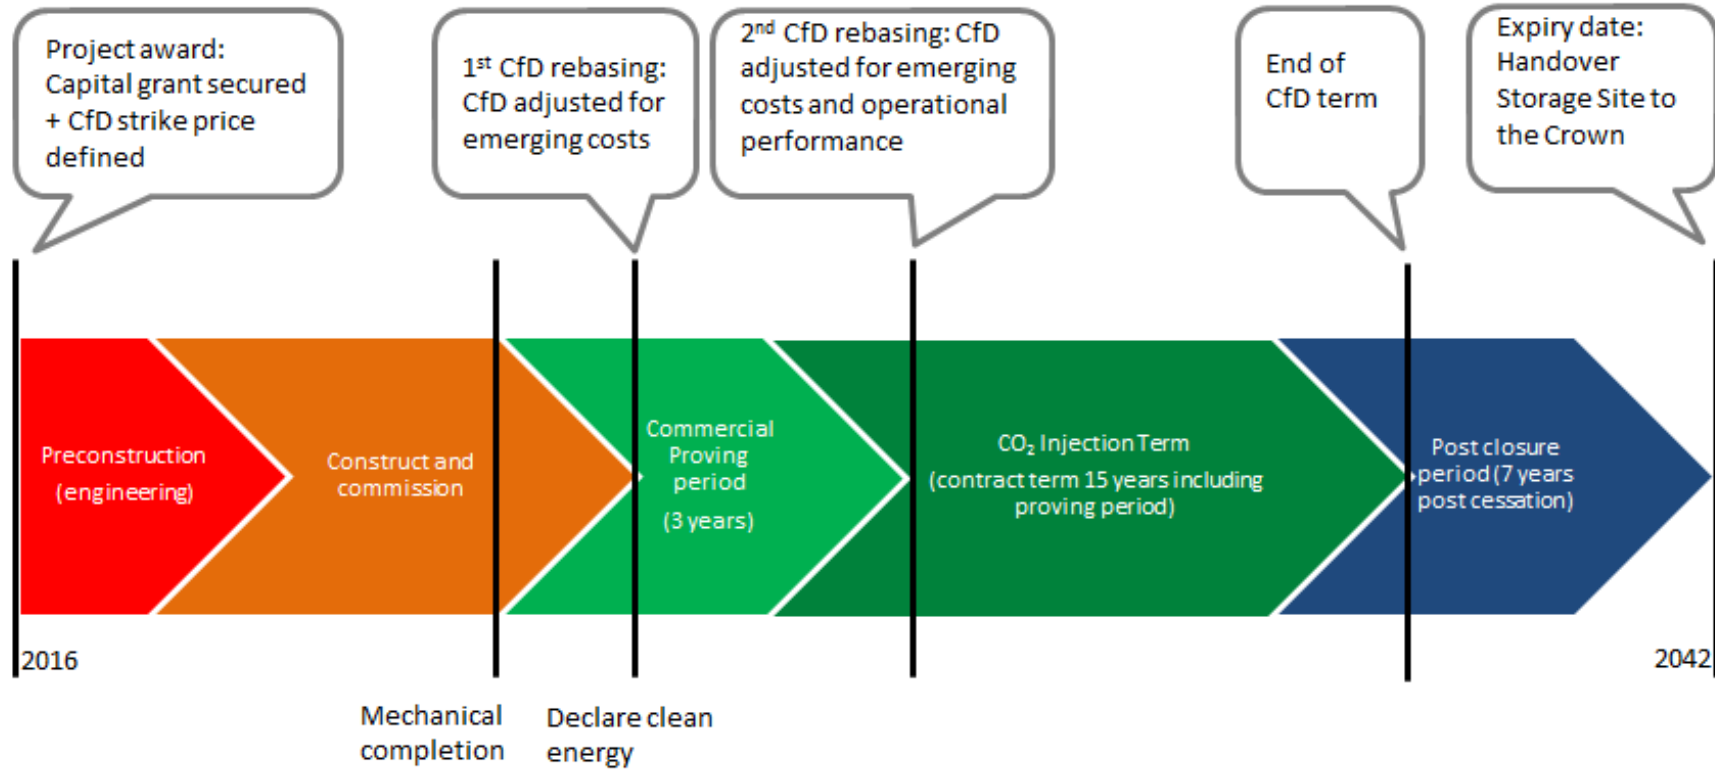 Project award:
Capital grant secured
+ CfD strike price
defined
1st CfD rebasing:
CfD adjusted for
emerging costs
2nd CfD rebasing: CfD
adjusted for emerging
costs and operational
performance
End of
CfD term
Expiry date:
Handover
Storage Site to
the Crown
Preconstruction
(engineering)
Construct and
commission
Commercial
Proving
period
(3 years)
CO₂ Injection Term
(contract term 15 years including
proving period)
Post closure
period (7 years
post cessation)
2016
2042
Mechanical
completion
Declare clean
energy